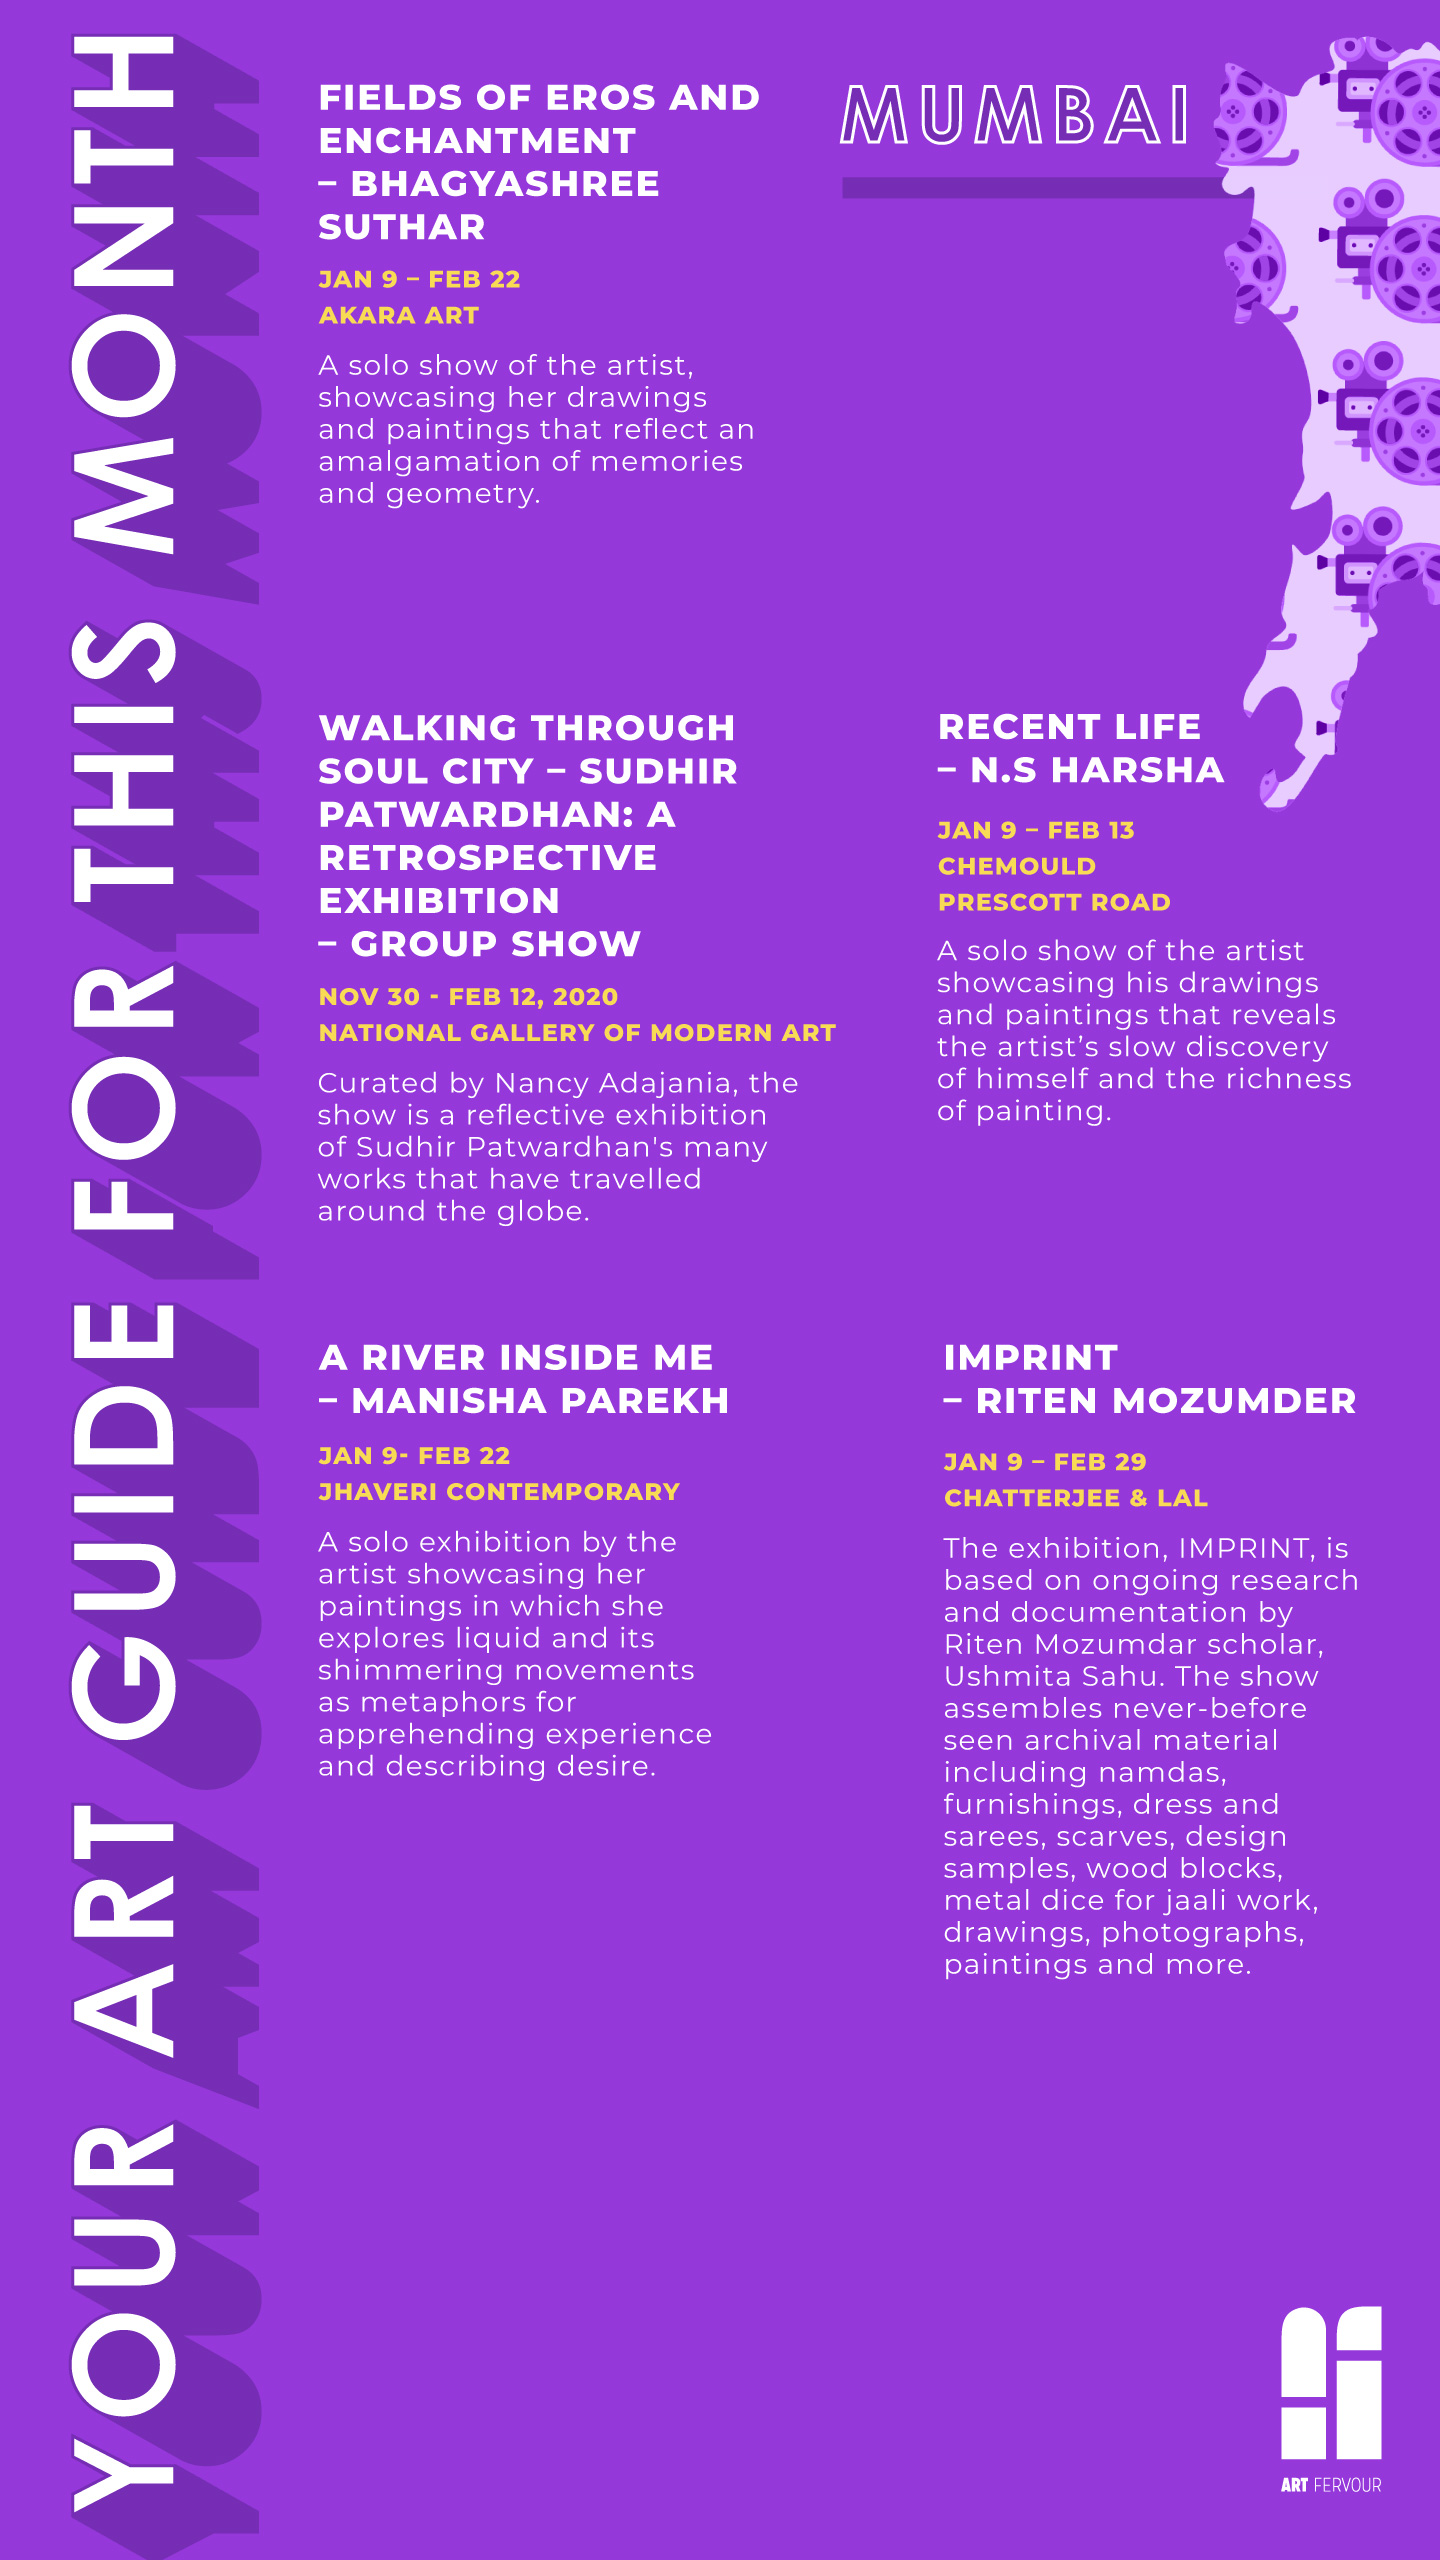 YOUR ART GUIDE FOR THIS MONTH
MUMBAI
FIELDS OF EROS AND
ENCHANTMENT
– BHAGYASHREE
SUTHAR
JAN 9 – FEB 22
AKARA ART
A solo show of the artist,
showcasing her drawings
and paintings that reflect an
amalgamation of memories
and geometry.
WALKING THROUGH
SOUL CITY – SUDHIR
PATWARDHAN: A
RETROSPECTIVE
EXHIBITION
– GROUP SHOW
NOV 30 - FEB 12, 2020
NATIONAL GALLERY OF MODERN ART
Curated by Nancy Adajania, the
show is a reflective exhibition
of Sudhir Patwardhan's many
works that have travelled
around the globe.
RECENT LIFE
– N.S HARSHA
JAN 9 – FEB 13
CHEMOULD
PRESCOTT ROAD
A solo show of the artist
showcasing his drawings
and paintings that reveals
the artist’s slow discovery
of himself and the richness
of painting.
A RIVER INSIDE ME
– MANISHA PAREKH
JAN 9- FEB 22
JHAVERI CONTEMPORARY
A solo exhibition by the
artist showcasing her
paintings in which she
explores liquid and its
shimmering movements
as metaphors for
apprehending experience
and describing desire.
IMPRINT
– RITEN MOZUMDER
JAN 9 – FEB 29
CHATTERJEE & LAL
The exhibition, IMPRINT, is
based on ongoing research
and documentation by
Riten Mozumdar scholar,
Ushmita Sahu. The show
assembles never-before
seen archival material
including namdas,
furnishings, dress and
sarees, scarves, design
samples, wood blocks,
metal dice for jaali work,
drawings, photographs,
paintings and more.
ART FERVOUR